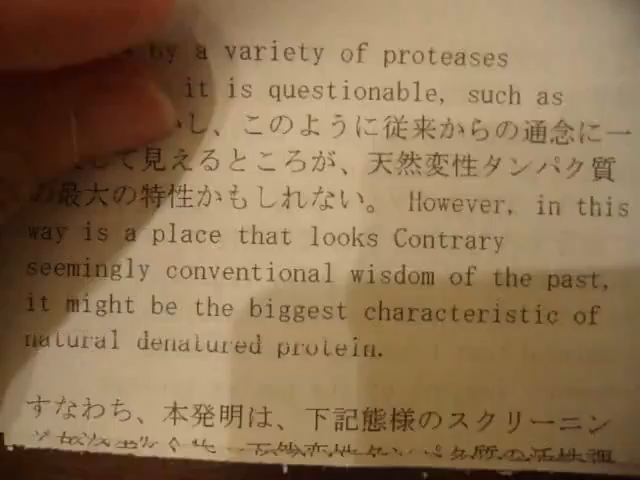 by a variety of proteases
it is questionable, such as
し、このように従来からの通念に一
して見えるところが、天然変性タンパク質
の最大の特性かもしれない。 However, in this
way is a place that looks Contrary
seemingly conventional wisdom of the past,
it might be the biggest characteristic of
natural denatured protein.
すなわち、本発明は、下記態様のスクリーニン